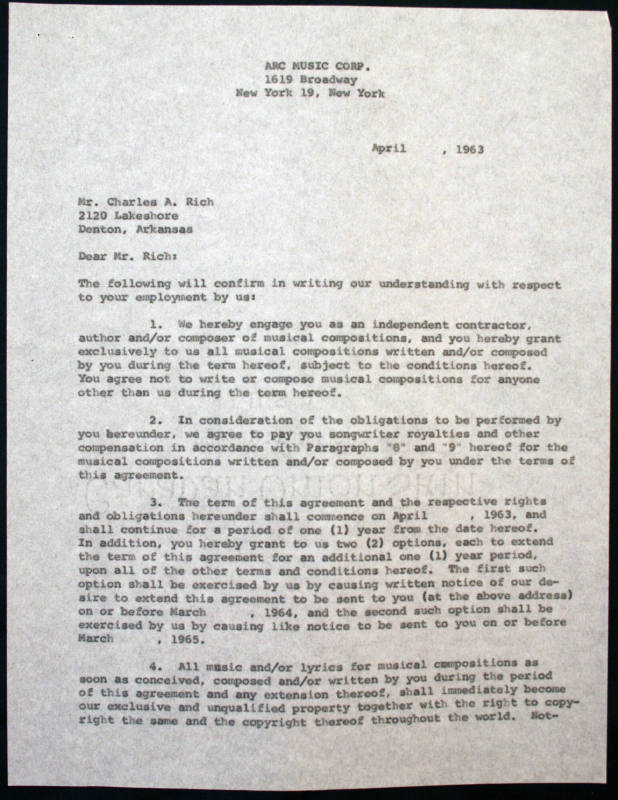 ARC MUSIC CORP.
1619 Broadway
New York 19, New York
April , 1963
Mr. Charles A. Rich
2120 Lakeshore
Denton, Arkansas
Dear Mr. Rich:
The following will confirm in writing our understanding with respect
to your employment by us:
1. We hereby engage you as an independent contractor,
author and/or composer of musical compositions, and you hereby grant
exclusively to us all musical compositions written and/or composed
by you during the term hereof, subject to the conditions hereof.
You agree not to write or compose musical compositions for anyone
other than us during the term hereof.
2. In consideration of the obligations to be performed by
you hereunder, we agree to pay you songwriter royalties and other
compensation in accordance with Paragraphs "8" and "9" hereof for the
musical compositions written and/or composed by you under the terms of
this agreement.
3. The term of this agreement and the respective rights
and obligations hereunder shall commence on April , 1963, and
shall continue for a period of one (1) year from the date hereof.
In addition, you hereby grant to us two (2) options, each to extend
the term of this agreement for an additional one (1) year period,
upon all of the other terms and conditions hereof. The first such
option shall be exercised by us by causing written notice of our de-
sire to extend this agreement to be sent to you (at the above address)
on or before March , 1964, and the second such option shall be
exercised by us by causing like notice to be sent to you on or before
March , 1965.
4. All music and/or lyrics for musical compositions as
soon as conceived, composed and/or written by you during the period
of this agreement and any extension thereof, shall immediately become
our exclusive and unqualified property together with the right to copy-
right the same and the copyright thereof throughout the world. Not-